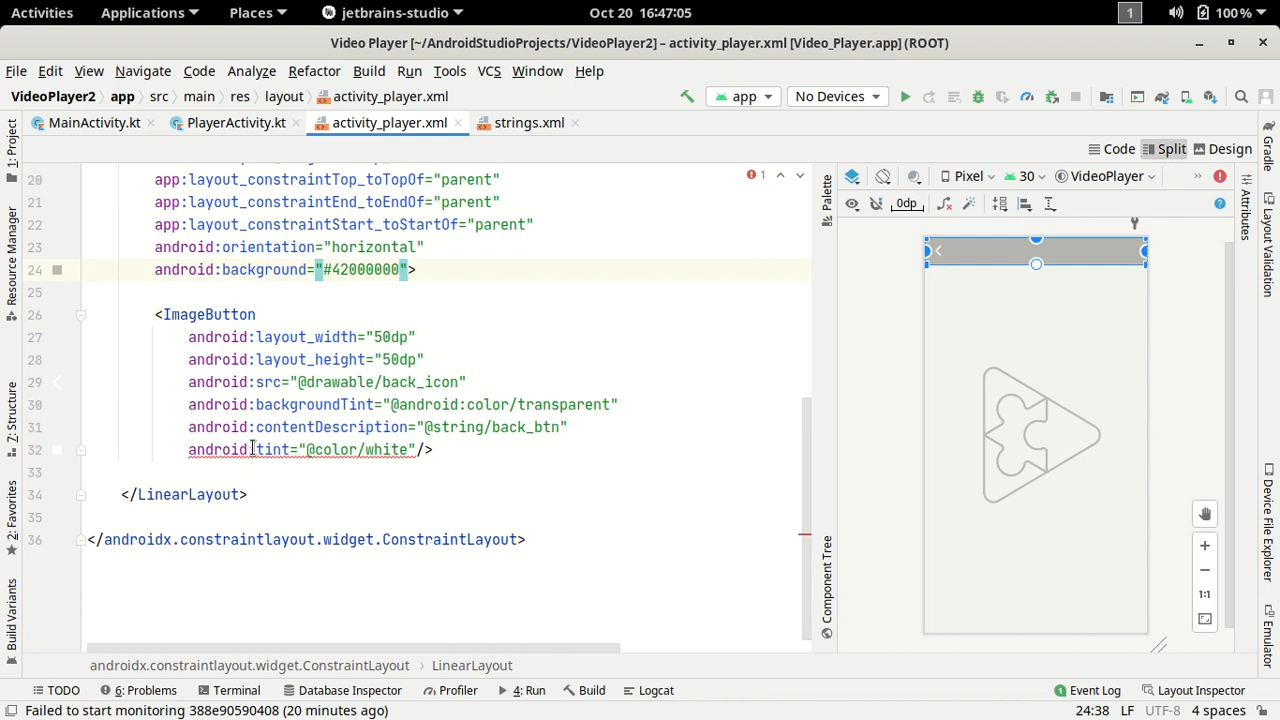 Activities Applications Places jetbrains-studio Oct 20 16:47:05 1 100%
Video Player [~/AndroidStudioProjects/VideoPlayer2] – activity_player.xml [Video_Player.app] (ROOT)
File Edit View Navigate Code Analyze Refactor Build Run Tools VCS Window Help
VideoPlayer2 app src main res layout activity_player.xml app No Devices
MainActivity.kt PlayerActivity.kt activity_player.xml strings.xml
Code Split Design
1: Project
Resource Manager
Z: Structure
2: Favorites
Build Variants
20 app:layout_constraintTop_toTopOf="parent"
21 app:layout_constraintEnd_toEndOf="parent"
22 app:layout_constraintStart_toStartOf="parent"
23 android:orientation="horizontal"
24 android:background="#42000000">
25
26 <ImageButton
27 android:layout_width="50dp"
28 android:layout_height="50dp"
29 android:src="@drawable/back_icon"
30 android:backgroundTint="@android:color/transparent"
31 android:contentDescription="@string/back_btn"
32 android:tint="@color/white"/>
33
34 </LinearLayout>
35
36 </androidx.constraintlayout.widget.ConstraintLayout>
1
Palette
Component Tree
Pixel 30 VideoPlayer
0dp
1:1
Gradle
Attributes
Layout Validation
Device File Explorer
Emulator
androidx.constraintlayout.widget.ConstraintLayout LinearLayout
TODO 6: Problems Terminal Database Inspector Profiler 4: Run Build Logcat 1 Event Log Layout Inspector
Failed to start monitoring 388e90590408 (20 minutes ago) 24:38 LF UTF-8 4 spaces